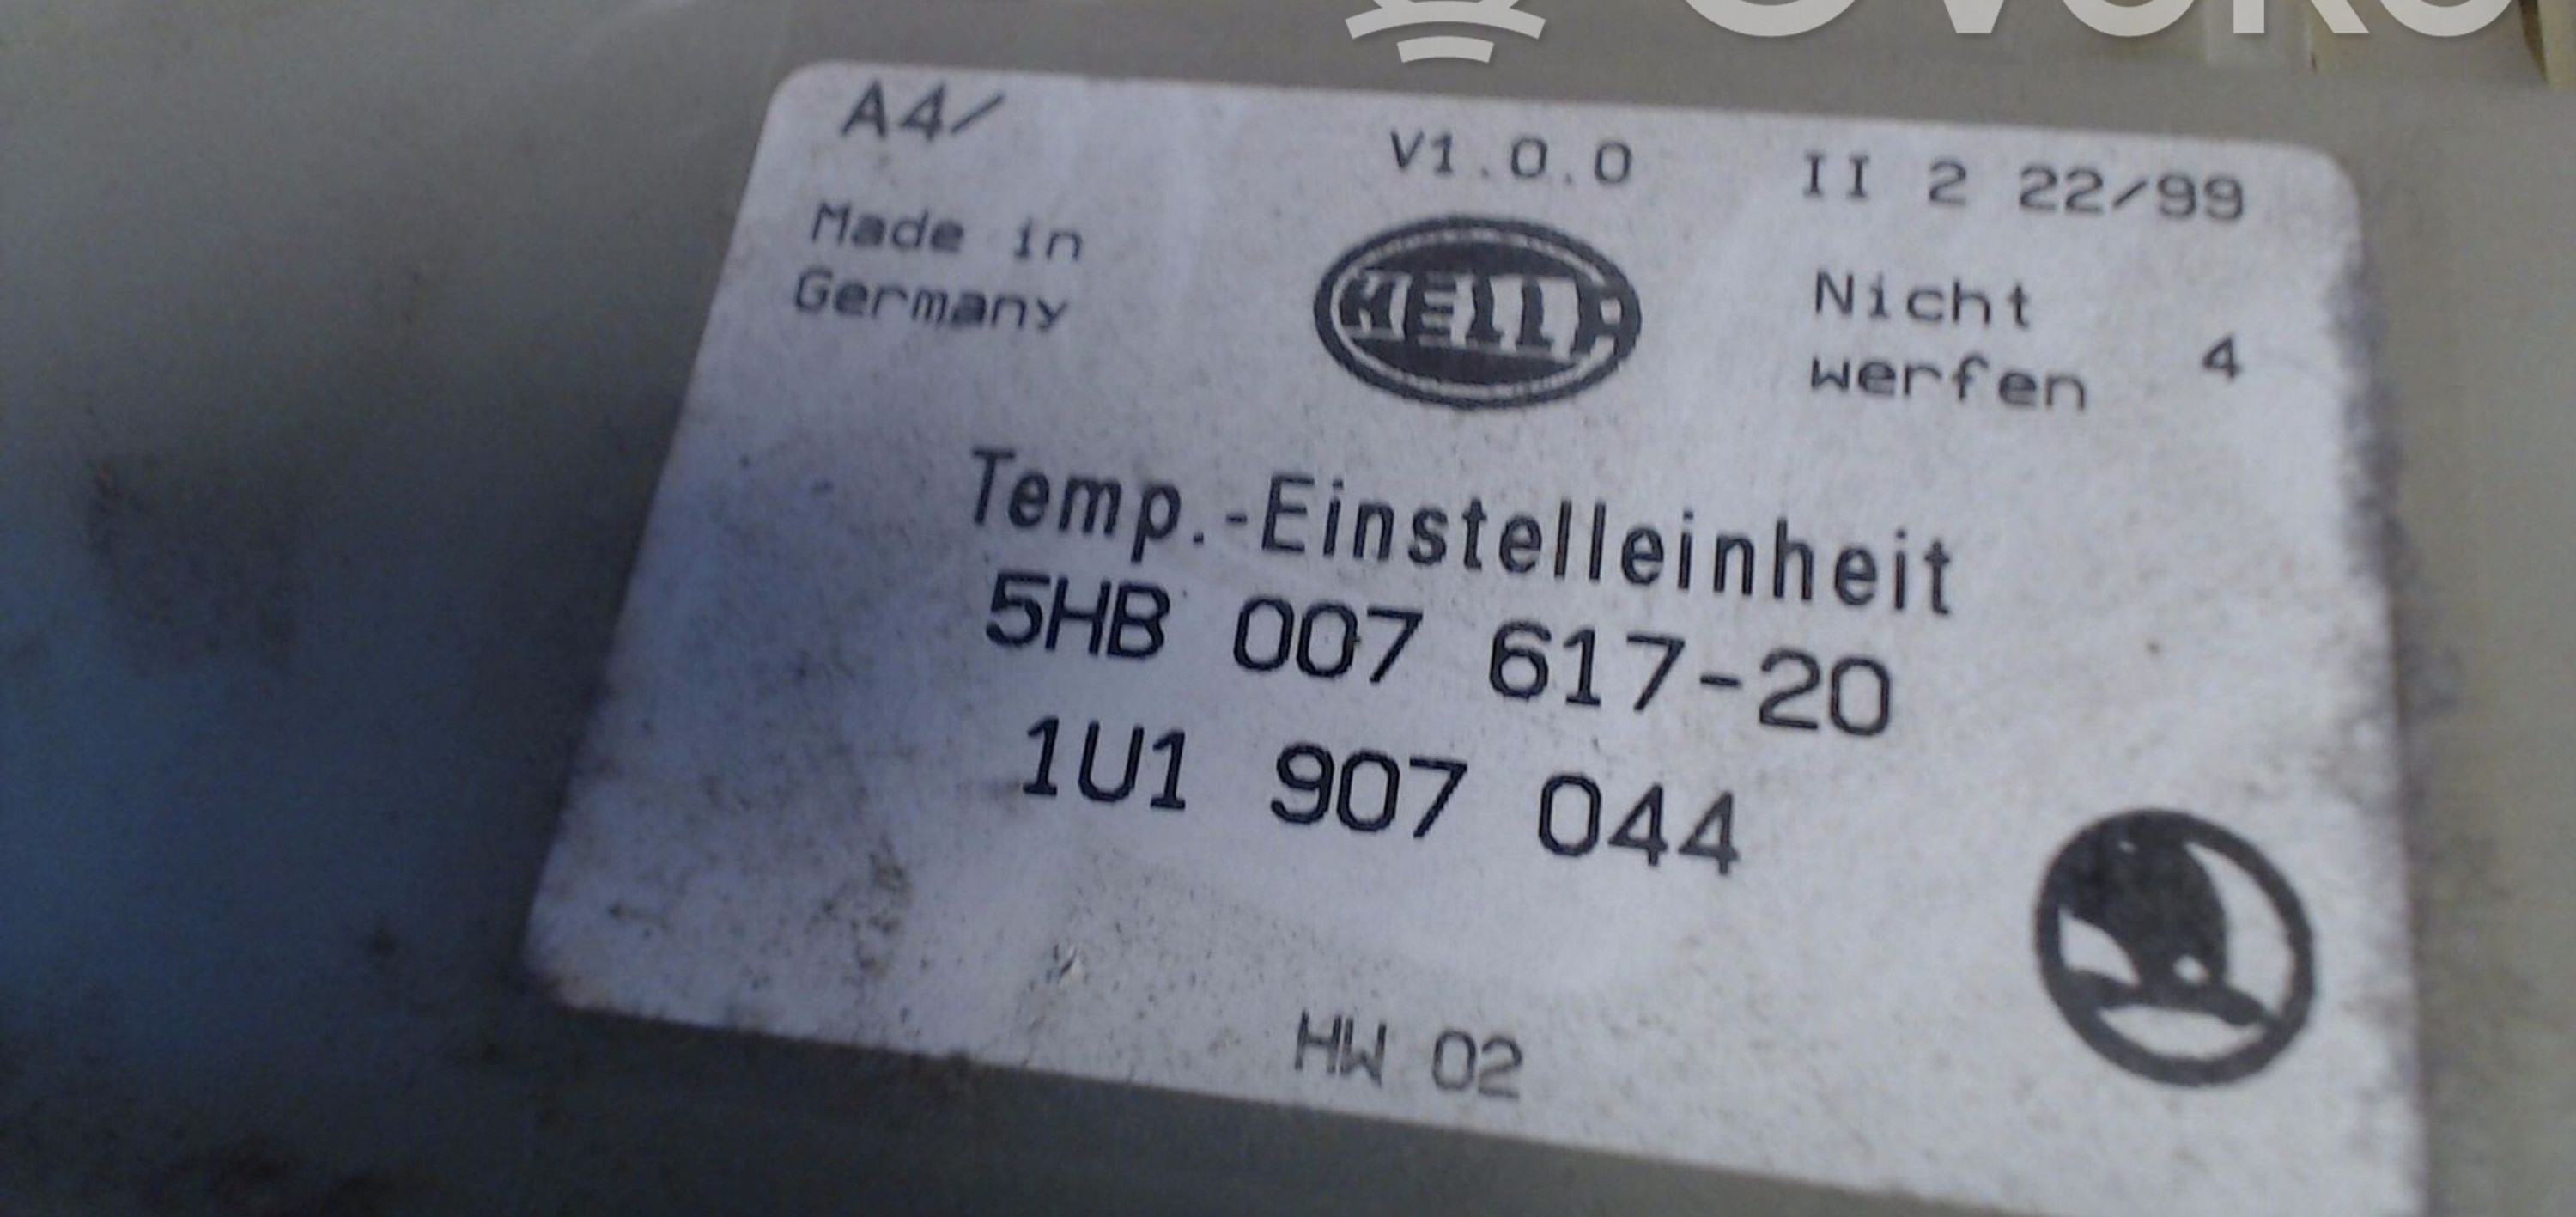 A4/ V1.0.0 II 2 22/99
Made in
Germany
HELLA
Nicht
werfen 4
Temp.-Einstelleinheit
5HB 007 617-20
1U1 907 044
HW 02